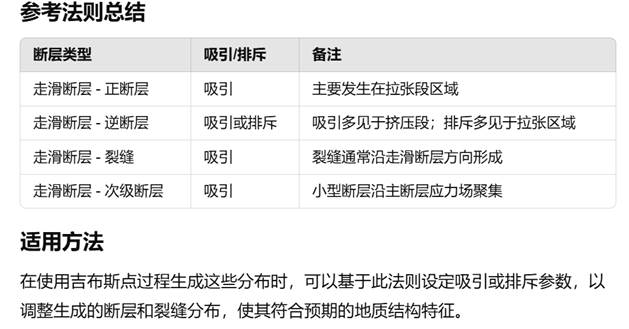 参考法则总结
断层类型 吸引/排斥 备注
走滑断层 - 正断层 吸引 主要发生在拉张段区域
走滑断层 - 逆断层 吸引或排斥 吸引多见于挤压段；排斥多见于拉张区域
走滑断层 - 裂缝 吸引 裂缝通常沿走滑断层方向形成
走滑断层 - 次级断层 吸引 小型断层沿主断层应力场聚集
适用方法
在使用吉布斯点过程生成这些分布时，可以基于此法则设定吸引或排斥参数，以
调整生成的断层和裂缝分布，使其符合预期的地质结构特征。